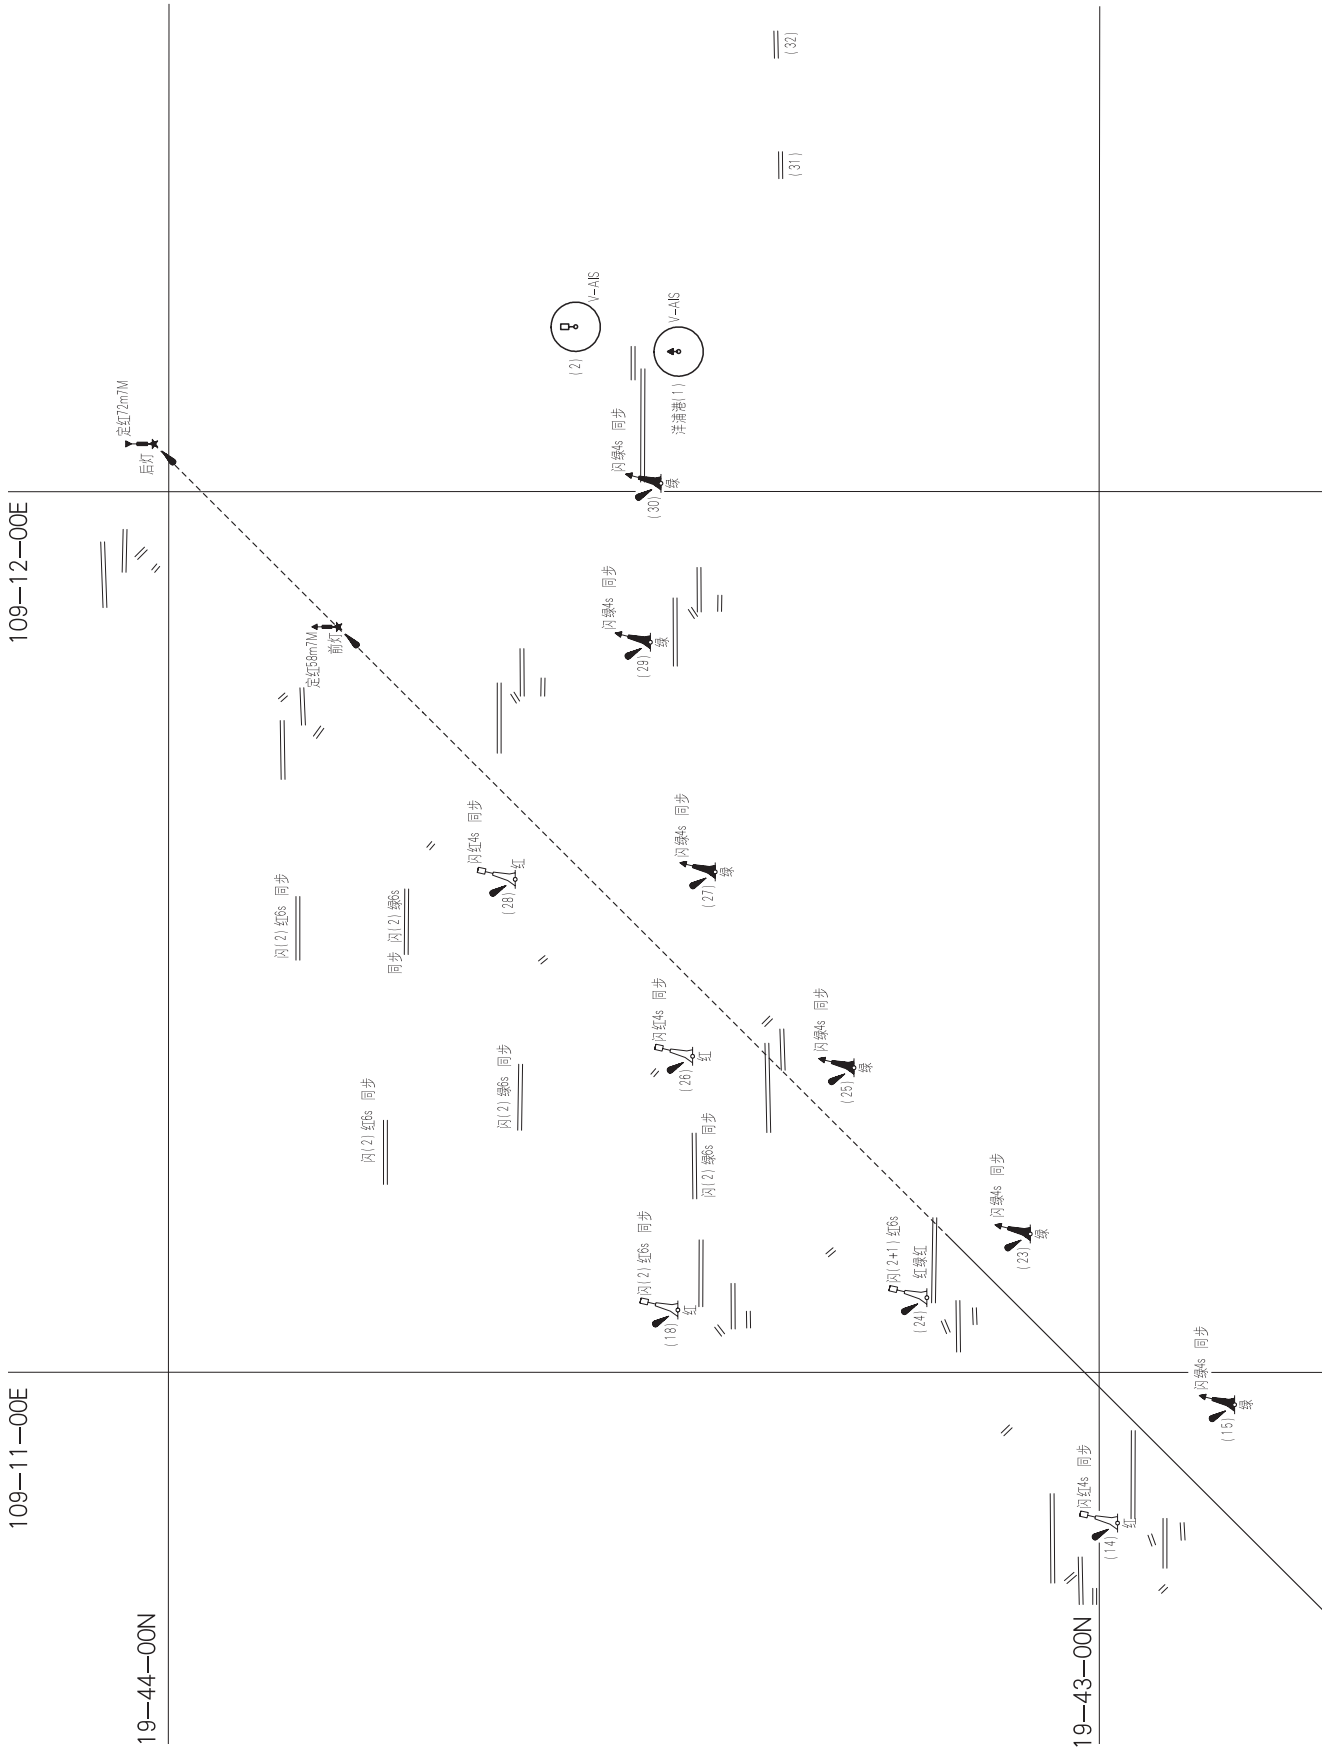 (32)
(31)
V-AIS
(2)
V-AIS
洋浦港(1)
定红72m7M
后灯
闪绿4s 同步
(30)
绿
109-12-00E
闪绿4s 同步
(29)
绿
定红58m7M
前灯
闪红4s 同步
(28)
红
闪绿4s 同步
(27)
绿
闪(2)红6s 同步
同步 闪(2)绿6s
闪红4s 同步
(26)
红
闪绿4s 同步
(25)
绿
闪(2)绿6s 同步
闪(2)红6s 同步
闪(2)绿6s 同步
闪绿4s 同步
(23)
绿
闪(2)红6s 同步
(18)
红
闪(2+1)红6s
红绿红
(24)
109-11-00E
闪绿4s 同步
(15)
绿
闪红4s 同步
(14)
红
19-44-00N
19-43-00N